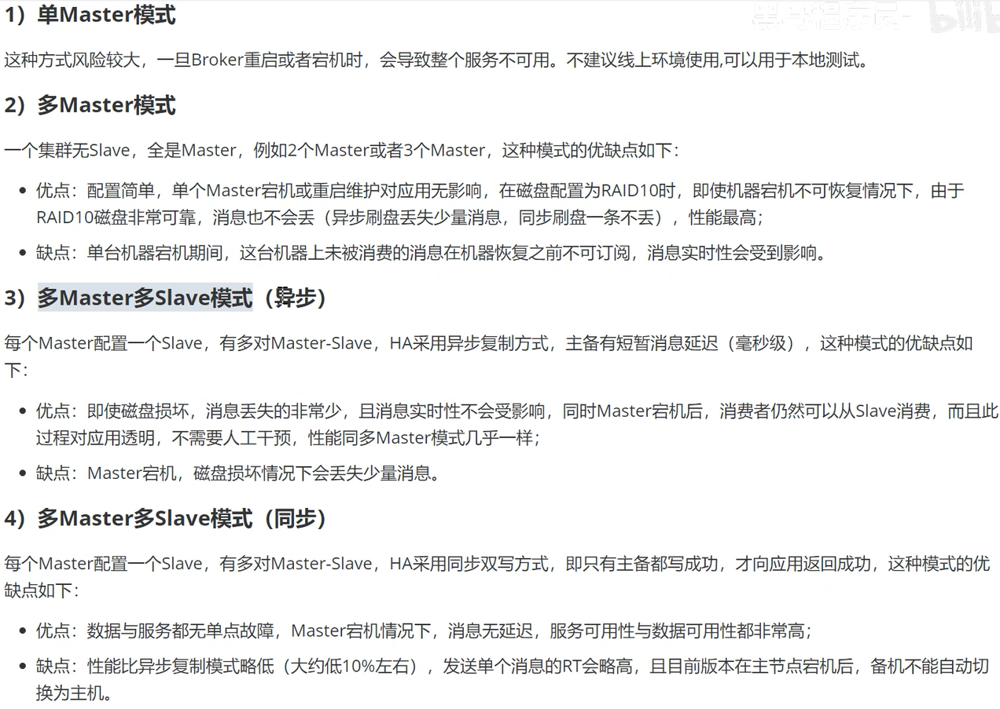 1）单Master模式
这种方式风险较大，一旦Broker重启或者宕机时，会导致整个服务不可用。不建议线上环境使用,可以用于本地测试。
2）多Master模式
一个集群无Slave，全是Master，例如2个Master或者3个Master，这种模式的优缺点如下：
● 优点：配置简单，单个Master宕机或重启维护对应用无影响，在磁盘配置为RAID10时，即使机器宕机不可恢复情况下，由于
RAID10磁盘非常可靠，消息也不会丢（异步刷盘丢失少量消息，同步刷盘一条不丢），性能最高；
● 缺点：单台机器宕机期间，这台机器上未被消费的消息在机器恢复之前不可订阅，消息实时性会受到影响。
3）多Master多Slave模式（异步）
每个Master配置一个Slave，有多对Master-Slave，HA采用异步复制方式，主备有短暂消息延迟（毫秒级），这种模式的优缺点如
下：
● 优点：即使磁盘损坏，消息丢失的非常少，且消息实时性不会受影响，同时Master宕机后，消费者仍然可以从Slave消费，而且此
过程对应用透明，不需要人工干预，性能同多Master模式几乎一样；
● 缺点：Master宕机，磁盘损坏情况下会丢失少量消息。
4）多Master多Slave模式（同步）
每个Master配置一个Slave，有多对Master-Slave，HA采用同步双写方式，即只有主备都写成功，才向应用返回成功，这种模式的优
缺点如下：
● 优点：数据与服务都无单点故障，Master宕机情况下，消息无延迟，服务可用性与数据可用性都非常高；
● 缺点：性能比异步复制模式略低（大约低10%左右），发送单个消息的RT会略高，且目前版本在主节点宕机后，备机不能自动切
换为主机。